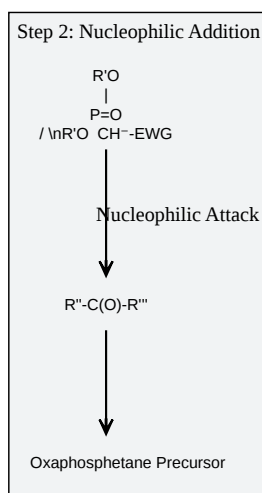 Step 2: Nucleophilic Addition
R'O
|
P=O
/ \nR'O CH⁻-EWG
Nucleophilic Attack
R''-C(O)-R'''
Oxaphosphetane Precursor